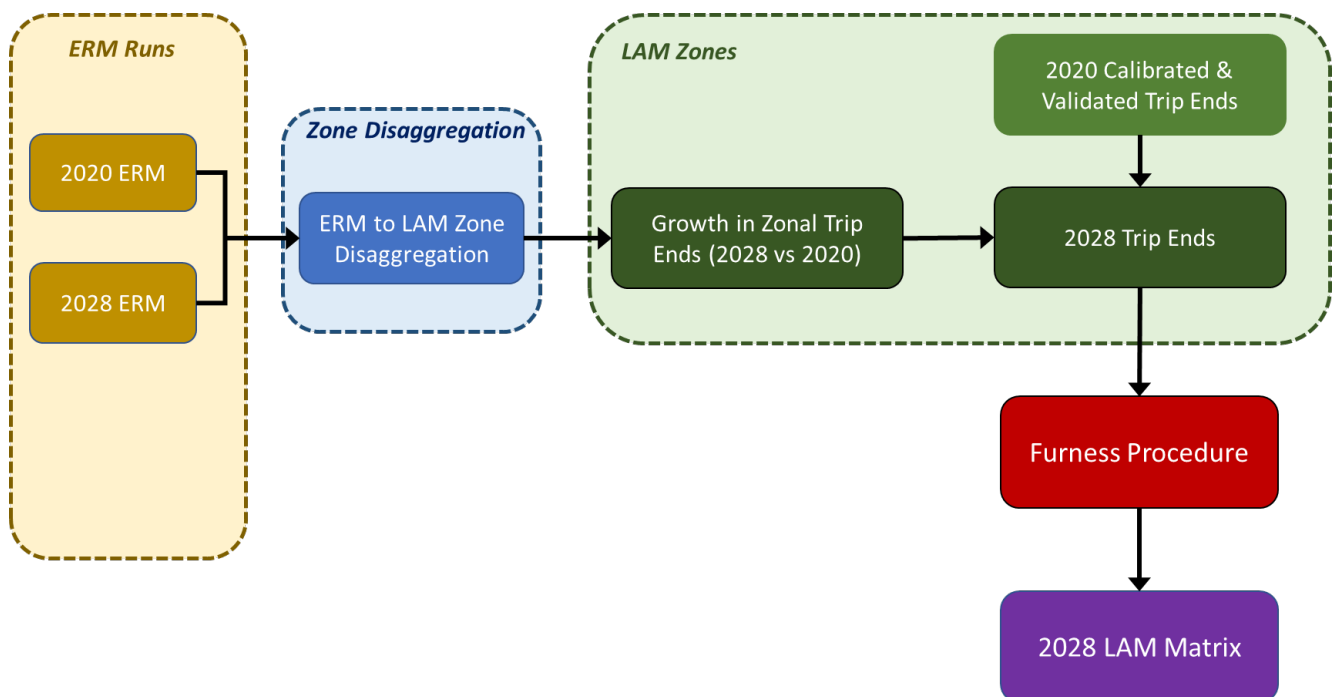 ERM Runs
2020 ERM
2028 ERM
Zone Disaggregation
ERM to LAM Zone
Disaggregation
LAM Zones
2020 Calibrated &
Validated Trip Ends
Growth in Zonal Trip
Ends (2028 vs 2020)
2028 Trip Ends
Furness Procedure
2028 LAM Matrix